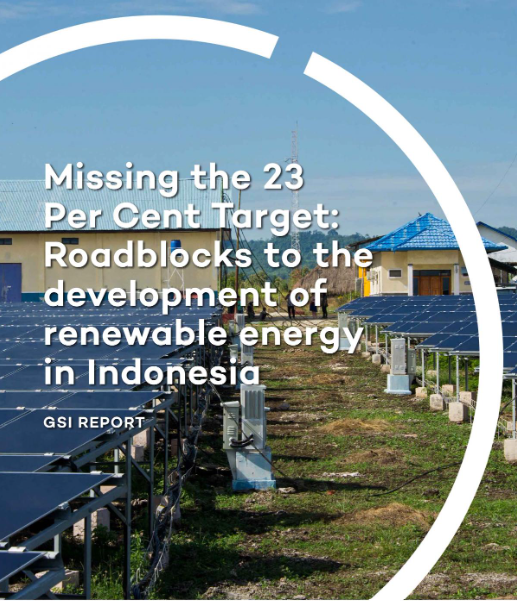 Missing the 23
Per Cent Target:
Roadblocks to the
development of
renewable energy
in Indonesia
GSI REPORT